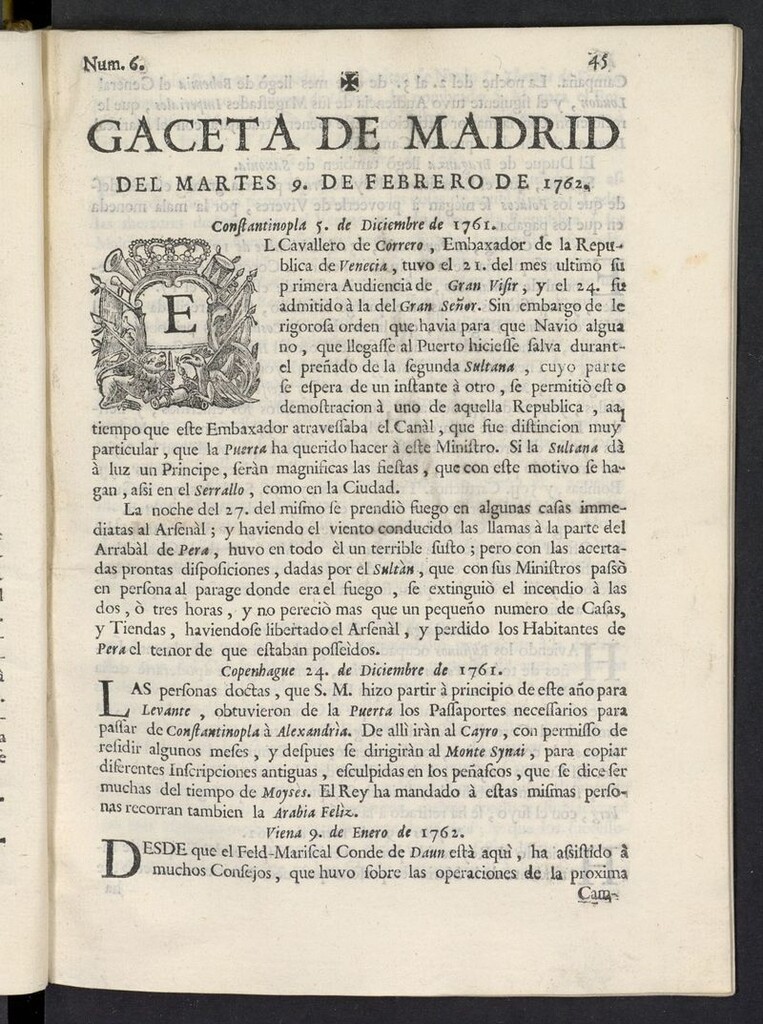 Num. 6.
45
✠
GACETA DE MADRID
DEL MARTES 9. DE FEBRERO DE 1762.
Conſtantinopla 5. de Diciembre de 1761.
EL Cavallero de Correro, Embaxador de la Repu-
blica de Venecia, tuvo el 21. del mes ultimo ſu
primera Audiencia de Gran Viſir, y el 24. fu
admitido à la del Gran Señor. Sin embargo de le
rigoroſa orden que havia para que Navio algua
no, que llegaſſe al Puerto hicieſſe ſalva durant-
el preñado de la ſegunda Sultana, cuyo parte
ſe eſpera de un inſtante à otro, ſe permitiò eſto
demoſtracion à uno de aquella Republica, aa,
tiempo que eſte Embaxador atraveſſaba el Canàl, que fue diſtincion muy
particular, que la Puerta ha querido hacer à eſte Miniſtro. Si la Sultana dà
à luz un Principe, ſeràn magnificas las fieſtas, que con eſte motivo ſe ha-
gan, aſsi en el Serrallo, como en la Ciudad.
La noche del 27. del miſmo ſe prendiò fuego en algunas caſas imme-
diatas al Arſenàl; y haviendo el viento conducido las llamas à la parte del
Arrabàl de Pera, huvo en todo èl un terrible ſuſto; pero con las acerta-
das prontas diſpoſiciones, dadas por el Sultàn, que con ſus Miniſtros paſsò
en perſona al parage donde era el fuego, ſe extinguiò el incendio à las
dos, ò tres horas, y no pereciò mas que un pequeño numero de Caſas,
y Tiendas, haviendoſe libertado el Arſenàl, y perdido los Habitantes de
Pera el temor de que eſtaban poſſeidos.
Copenhague 24. de Diciembre de 1761.
LAS perſonas doctas, que S. M. hizo partir à principio de eſte año para
Levante, obtuvieron de la Puerta los Paſſaportes neceſſarios para
paſſar de Conſtantinopla à Alexandrìa. De alli iràn al Cayro, con permiſſo de
reſidir algunos meſes, y deſpues ſe dirigiràn al Monte Synai, para copiar
diferentes Inſcripciones antiguas, eſculpidas en los peñaſcos, que ſe dice ſer
muchas del tiempo de Moyses. El Rey ha mandado à eſtas miſmas perſo-
nas recorran tambien la Arabia Feliz.
Viena 9. de Enero de 1762.
DESDE que el Feld-Mariſcal Conde de Daun eſtà aqui, ha aſsiſtido à
muchos Conſejos, que huvo ſobre las operaciones de la proxima
Cam-